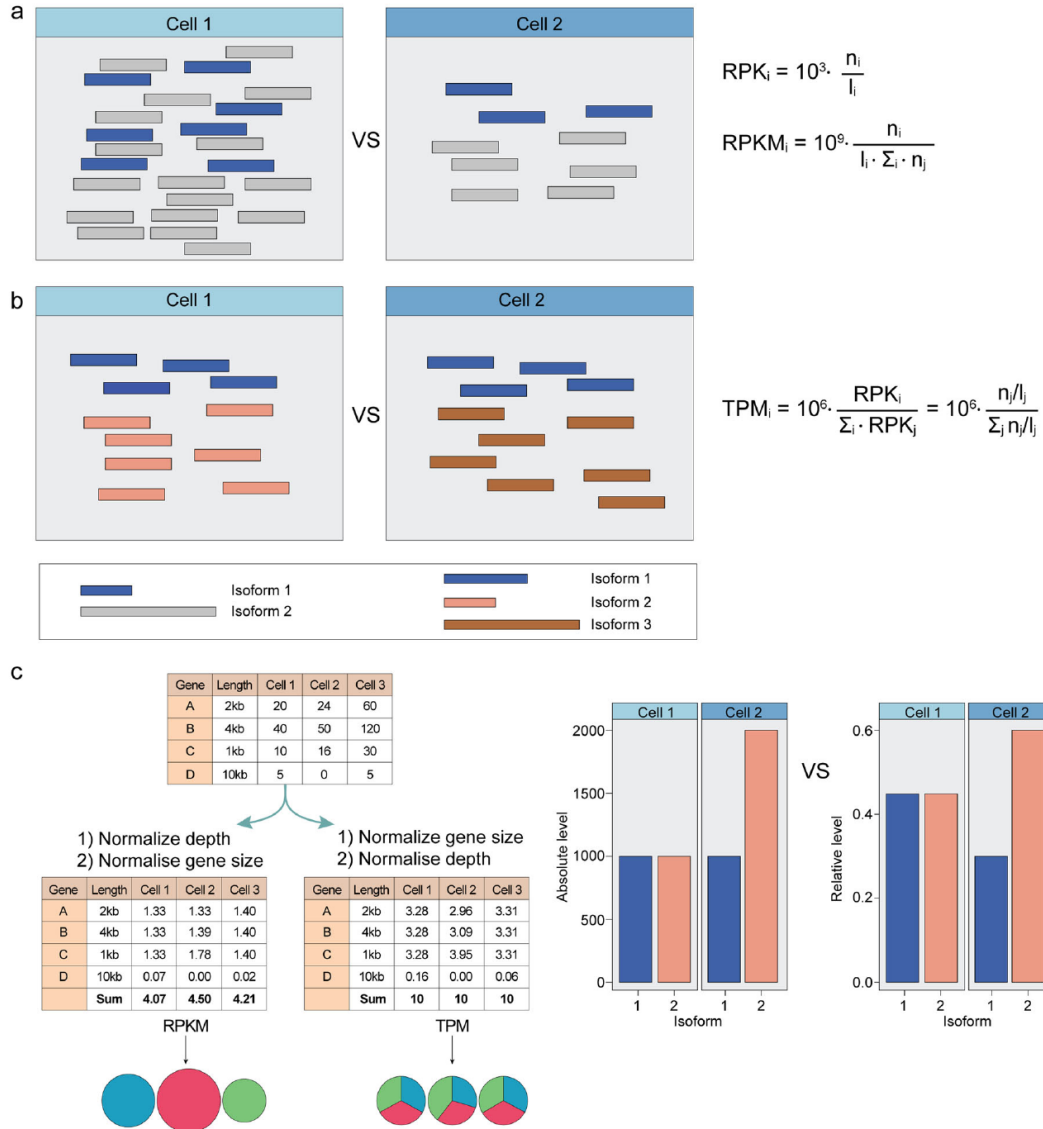 a
Cell 1
Cell 2
VS
RPKᵢ = 10³· nᵢ / lᵢ
RPKMᵢ = 10⁹· nᵢ / lᵢ · Σᵢ · nⱼ
b
Cell 1
Cell 2
VS
TPMᵢ = 10⁶· RPKᵢ / Σᵢ · RPKⱼ = 10⁶· nⱼ/lⱼ / Σⱼ nⱼ/lⱼ
Isoform 1
Isoform 2
Isoform 1
Isoform 2
Isoform 3
c
Gene Length Cell 1 Cell 2 Cell 3
A 2kb 20 24 60
B 4kb 40 50 120
C 1kb 10 16 30
D 10kb 5 0 5
1) Normalize depth
2) Normalise gene size
1) Normalize gene size
2) Normalise depth
Gene Length Cell 1 Cell 2 Cell 3
A 2kb 1.33 1.33 1.40
B 4kb 1.33 1.39 1.40
C 1kb 1.33 1.78 1.40
D 10kb 0.07 0.00 0.02
Sum 4.07 4.50 4.21
RPKM
Gene Length Cell 1 Cell 2 Cell 3
A 2kb 3.28 2.96 3.31
B 4kb 3.28 3.09 3.31
C 1kb 3.28 3.95 3.31
D 10kb 0.16 0.00 0.06
Sum 10 10 10
TPM
Cell 1 Cell 2
Absolute level
2000
1500
1000
500
0
1 2 1 2
Isoform
VS
Cell 1 Cell 2
Relative level
0.6
0.4
0.2
0.0
1 2 1 2
Isoform